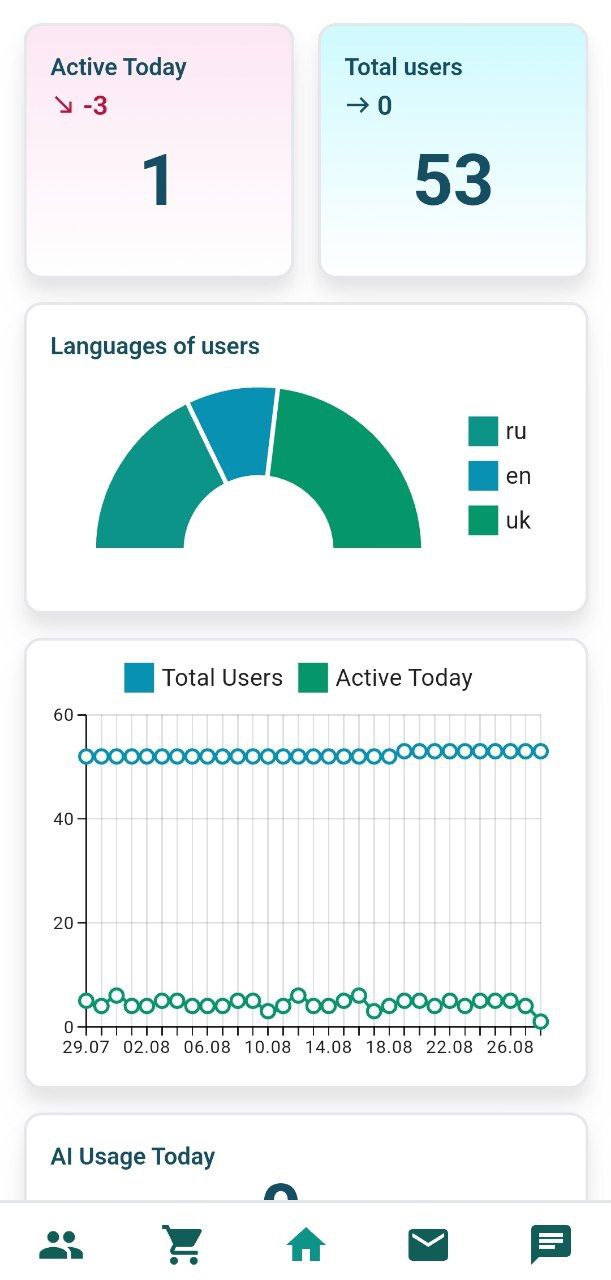 Active Today
↘ -3
1
Total users
→ 0
53
Languages of users
ru
en
uk
Total Users
Active Today
60
40
20
0
29.07 02.08 06.08 10.08 14.08 18.08 22.08 26.08
AI Usage Today